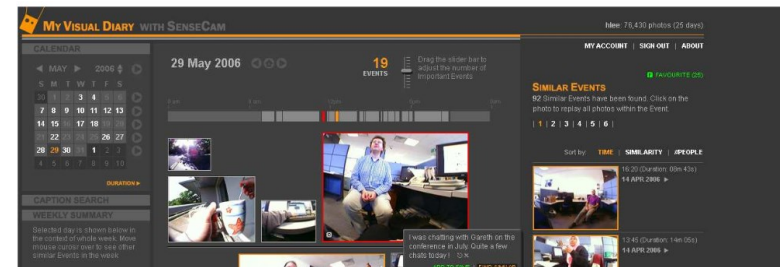 MY VISUAL DIARY WITH SENSECAM
hlee: 76,430 photos (25 days)
MY ACCOUNT | SIGN OUT | ABOUT
CALENDAR
MAY 2006
S M T W T F S
30 1 2 3 4 5 6
7 8 9 10 11 12 13
14 15 16 17 18 19 20
21 22 23 24 25 26 27
28 29 30 31 1 2 3
4 5 6 7 8 9 10
DURATION
CAPTION SEARCH
WEEKLY SUMMARY
Selected day is shown below in
the context of whole week. Move
mouse cursor over to see other
similar Events in the week
29 May 2006
19
EVENTS
Drag the slider bar to
adjust the number of
Important Events
I was chatting with Gareth on the
conference in July. Quite a few
chats today!
FAVOURITE (25)
SIMILAR EVENTS
92 Similar Events have been found. Click on the
photo to replay all photos within the Event.
| 1 | 2 | 3 | 4 | 5 | 6 |
Sort by: TIME | SIMILARITY | #PEOPLE
16:20 (Duration: 09m 43s)
14 APR 2006
13:45 (Duration: 14m 05s)
14 APR 2006